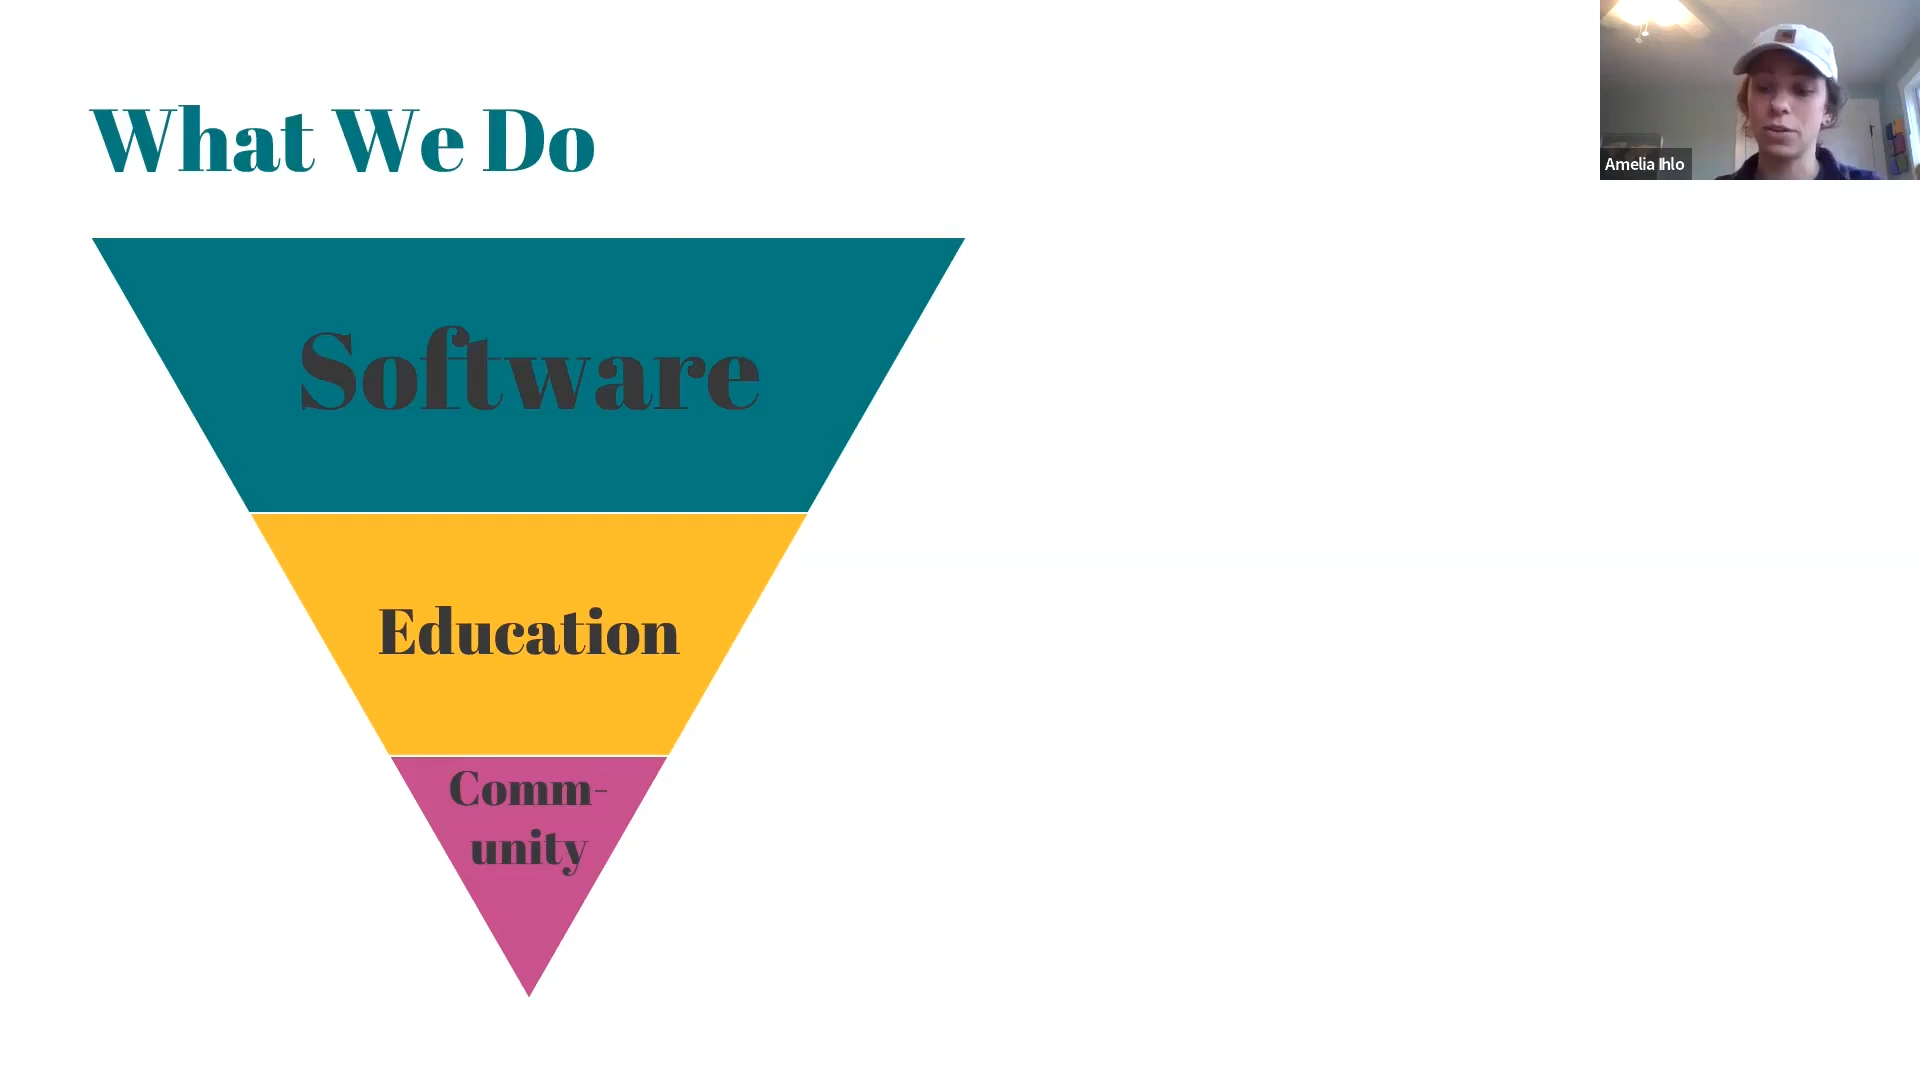 What We Do
Amelia Ihlo
Software
Education
Comm-
unity